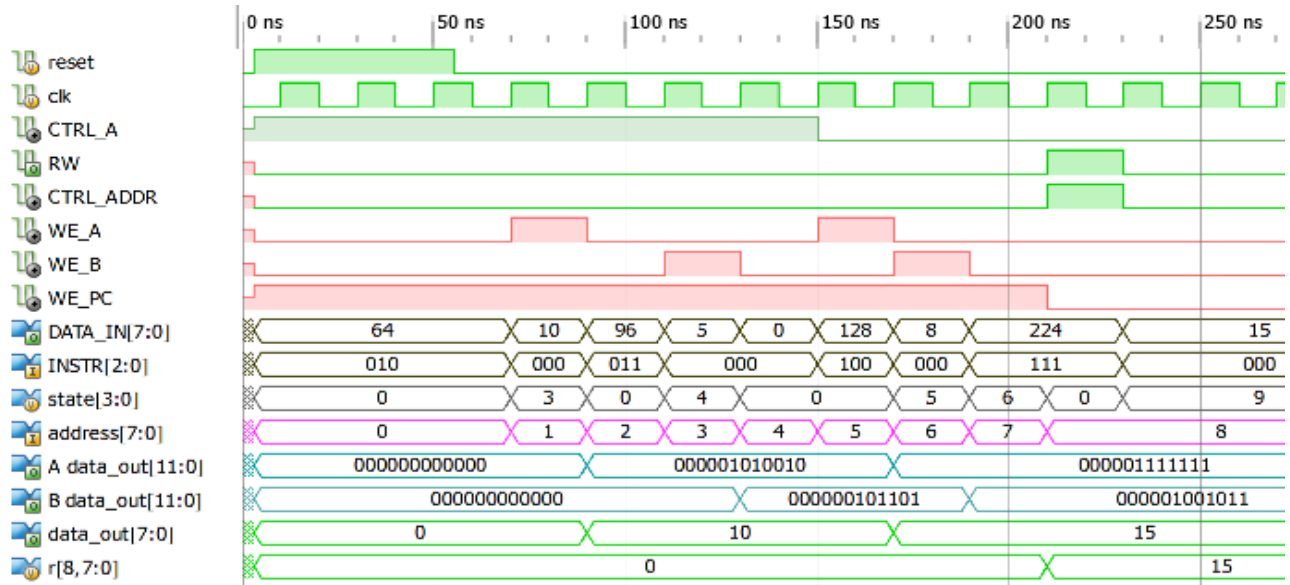 0 ns 50 ns 100 ns 150 ns 200 ns 250 ns
reset
clk
CTRL_A
RW
CTRL_ADDR
WE_A
WE_B
WE_PC
DATA_IN[7:0] 64 10 96 5 0 128 8 224 15
INSTR[2:0] 010 000 011 000 100 000 111 000
state[3:0] 0 3 0 4 0 5 6 0 9
address[7:0] 0 1 2 3 4 5 6 7 8
A data_out[11:0] 000000000000 000001010010 000001111111
B data_out[11:0] 000000000000 000000101101 000001001011
data_out[7:0] 0 10 15
r[8,7:0] 0 15